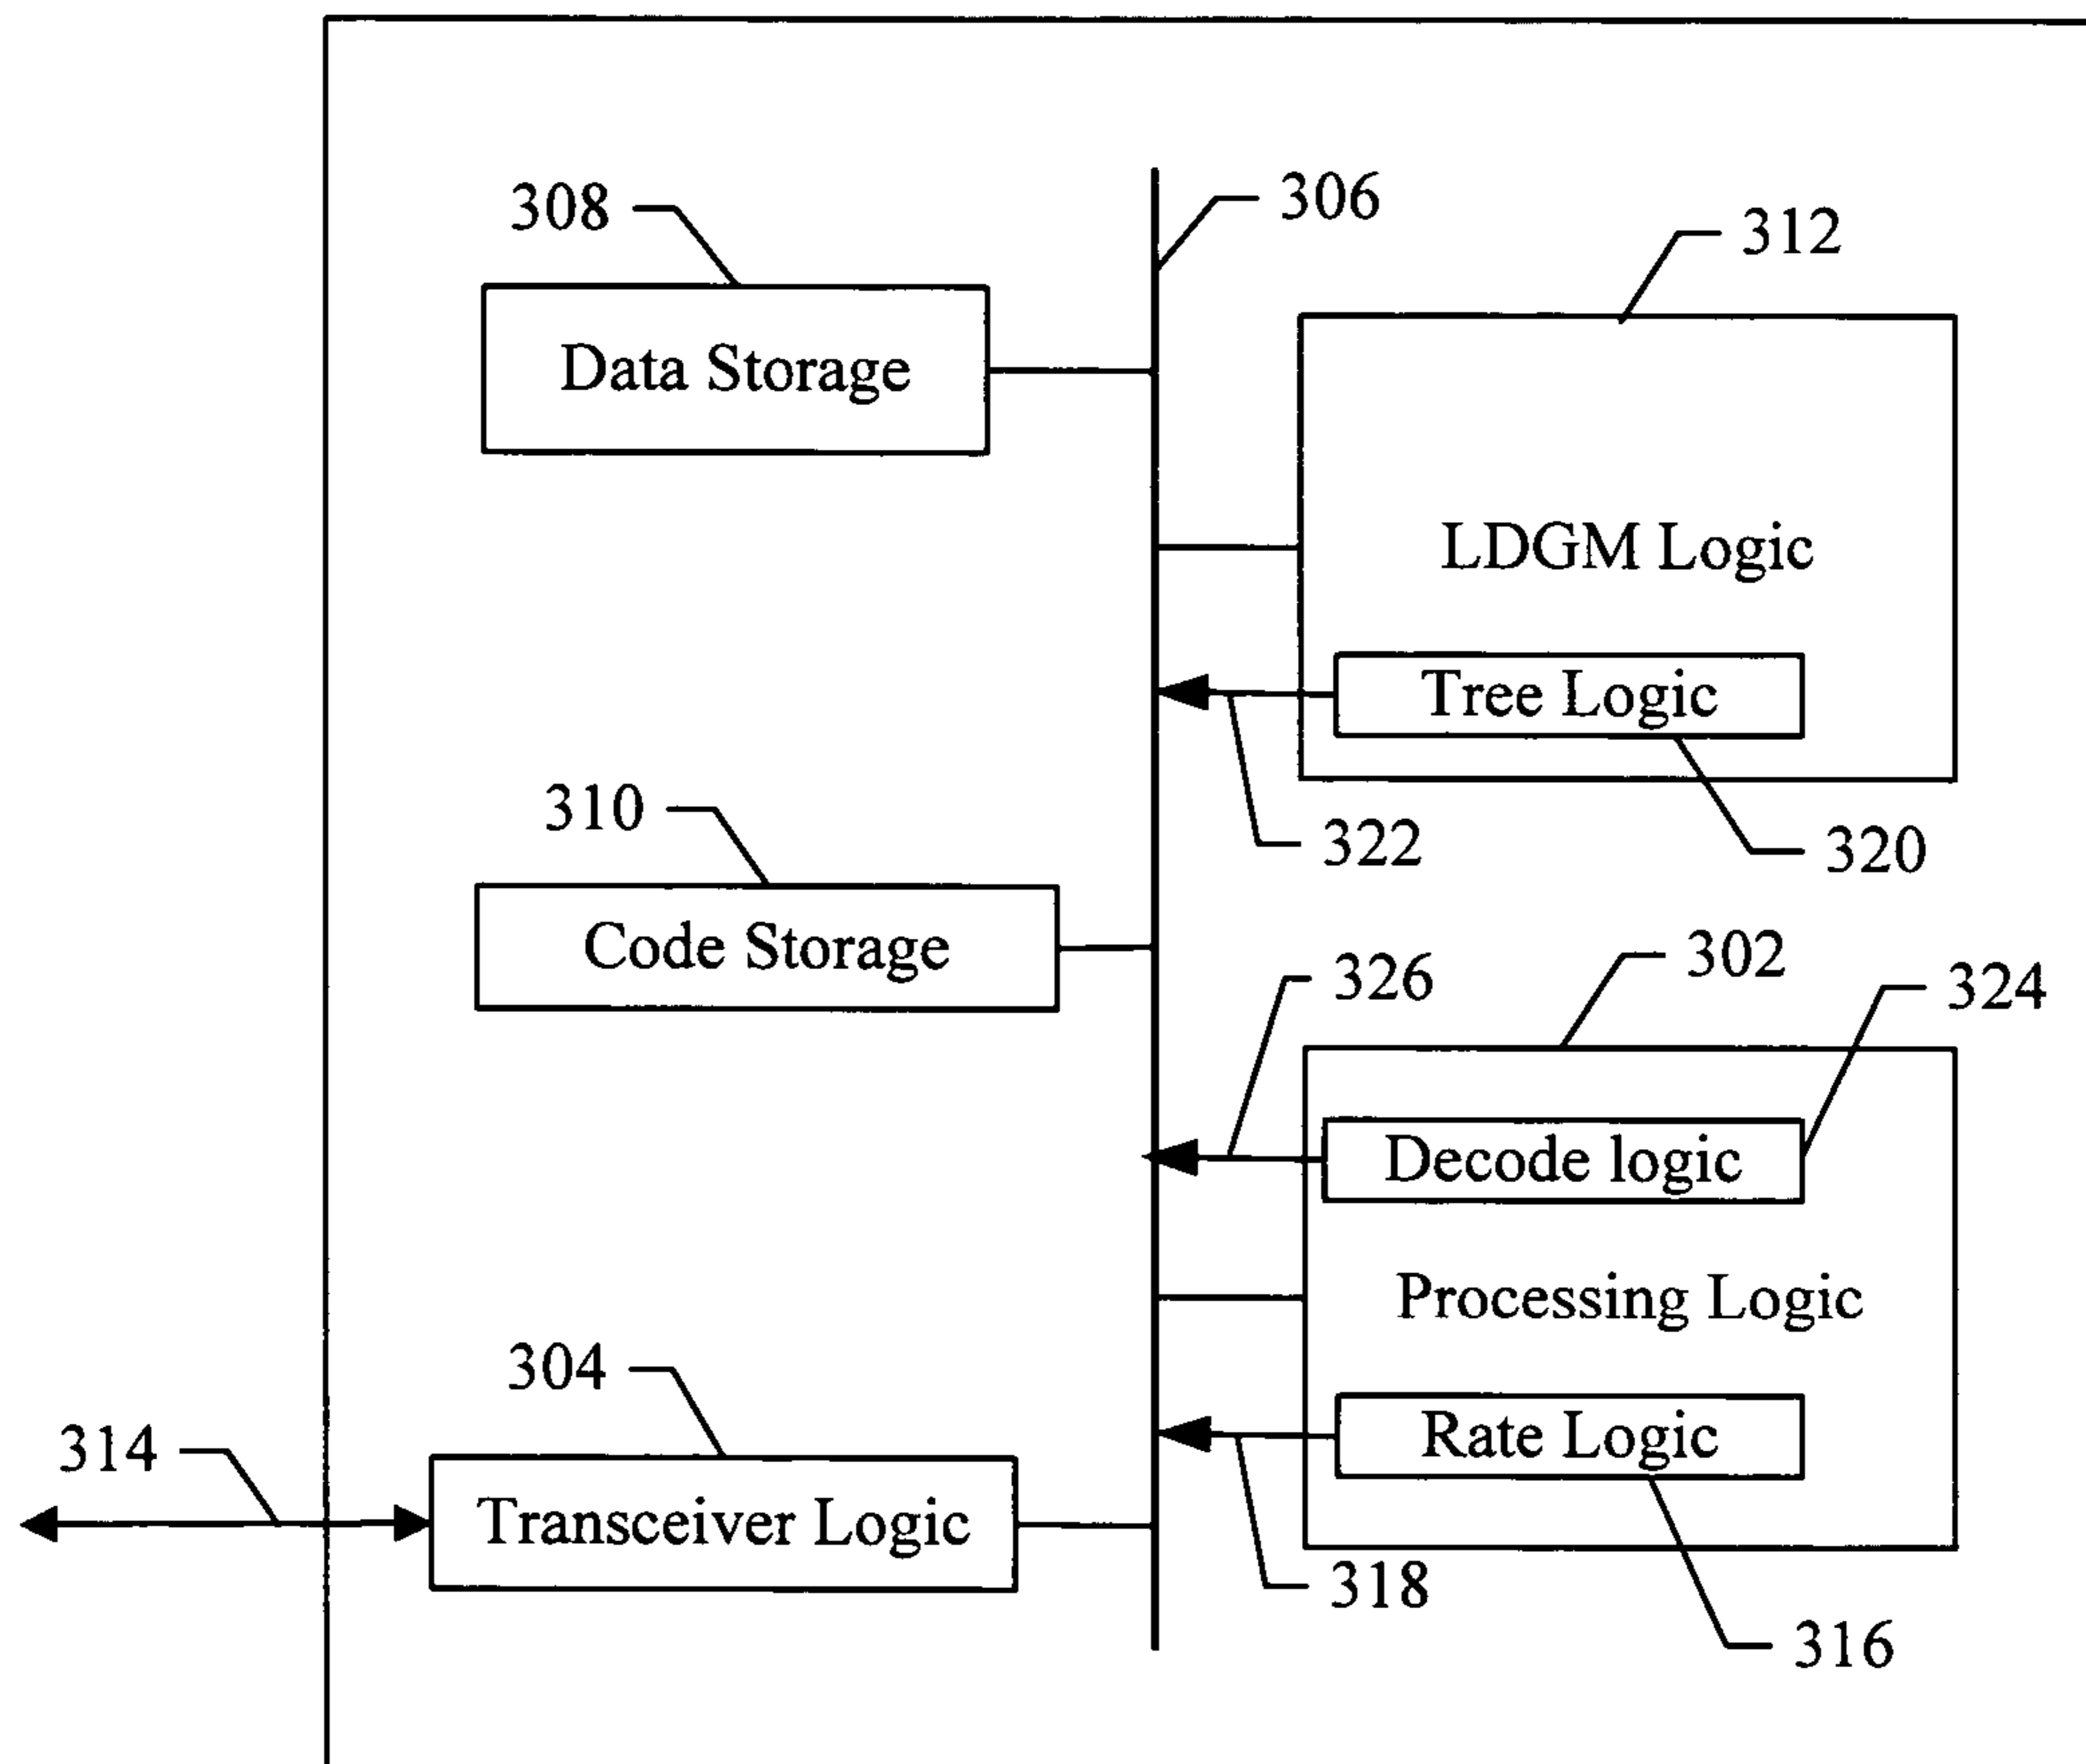 306
308
312
Data Storage
LDGM Logic
Tree Logic
310
322
320
Code Storage
302
326
324
Decode logic
Processing Logic
304
Rate Logic
314
Transceiver Logic
318
316